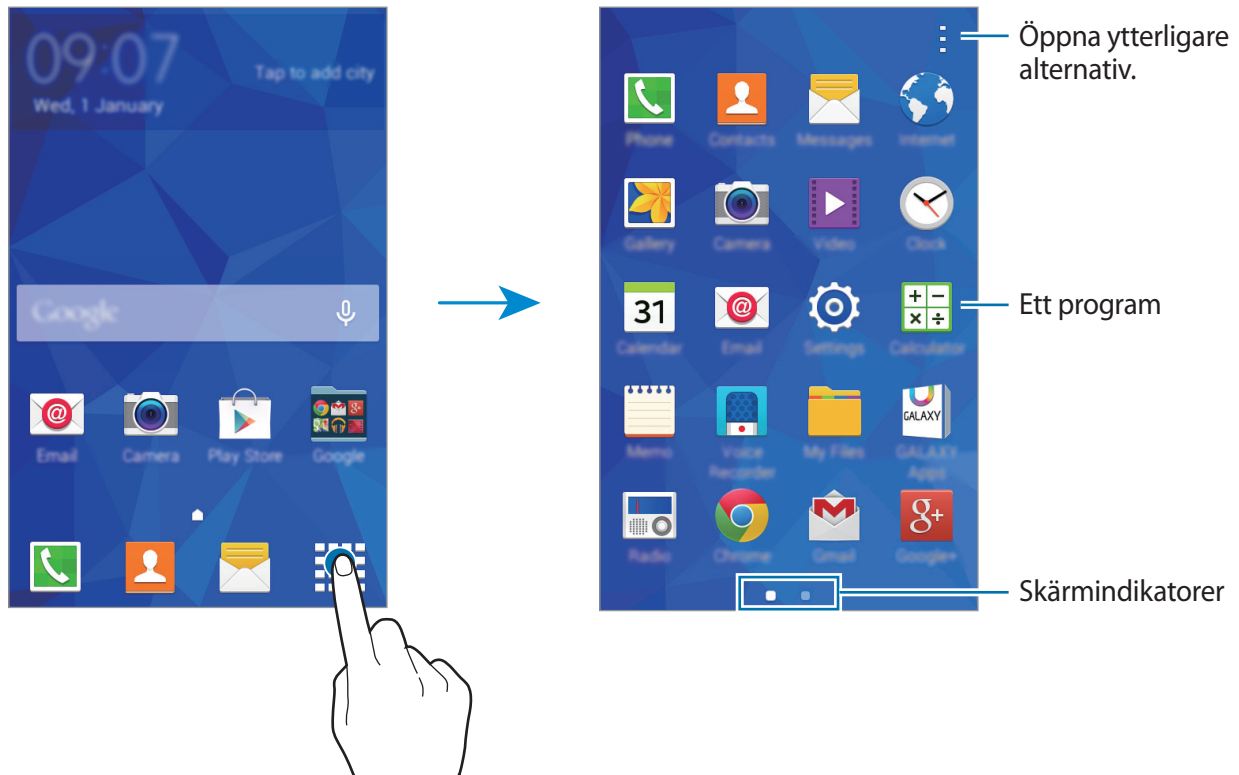 09:07
Wed, 1 January
Tap to add city
Google
Email
Camera
Play Store
Google
Öppna ytterligare
alternativ.
Phone
Contacts
Messages
Internet
Gallery
Camera
Video
Clock
31
Calendar
Email
Settings
Calculator
Ett program
Memo
Voice
Recorder
My Files
GALAXY
GALAXY
Apps
Radio
Chrome
Gmail
8+
Google+
Skärmindikatorer